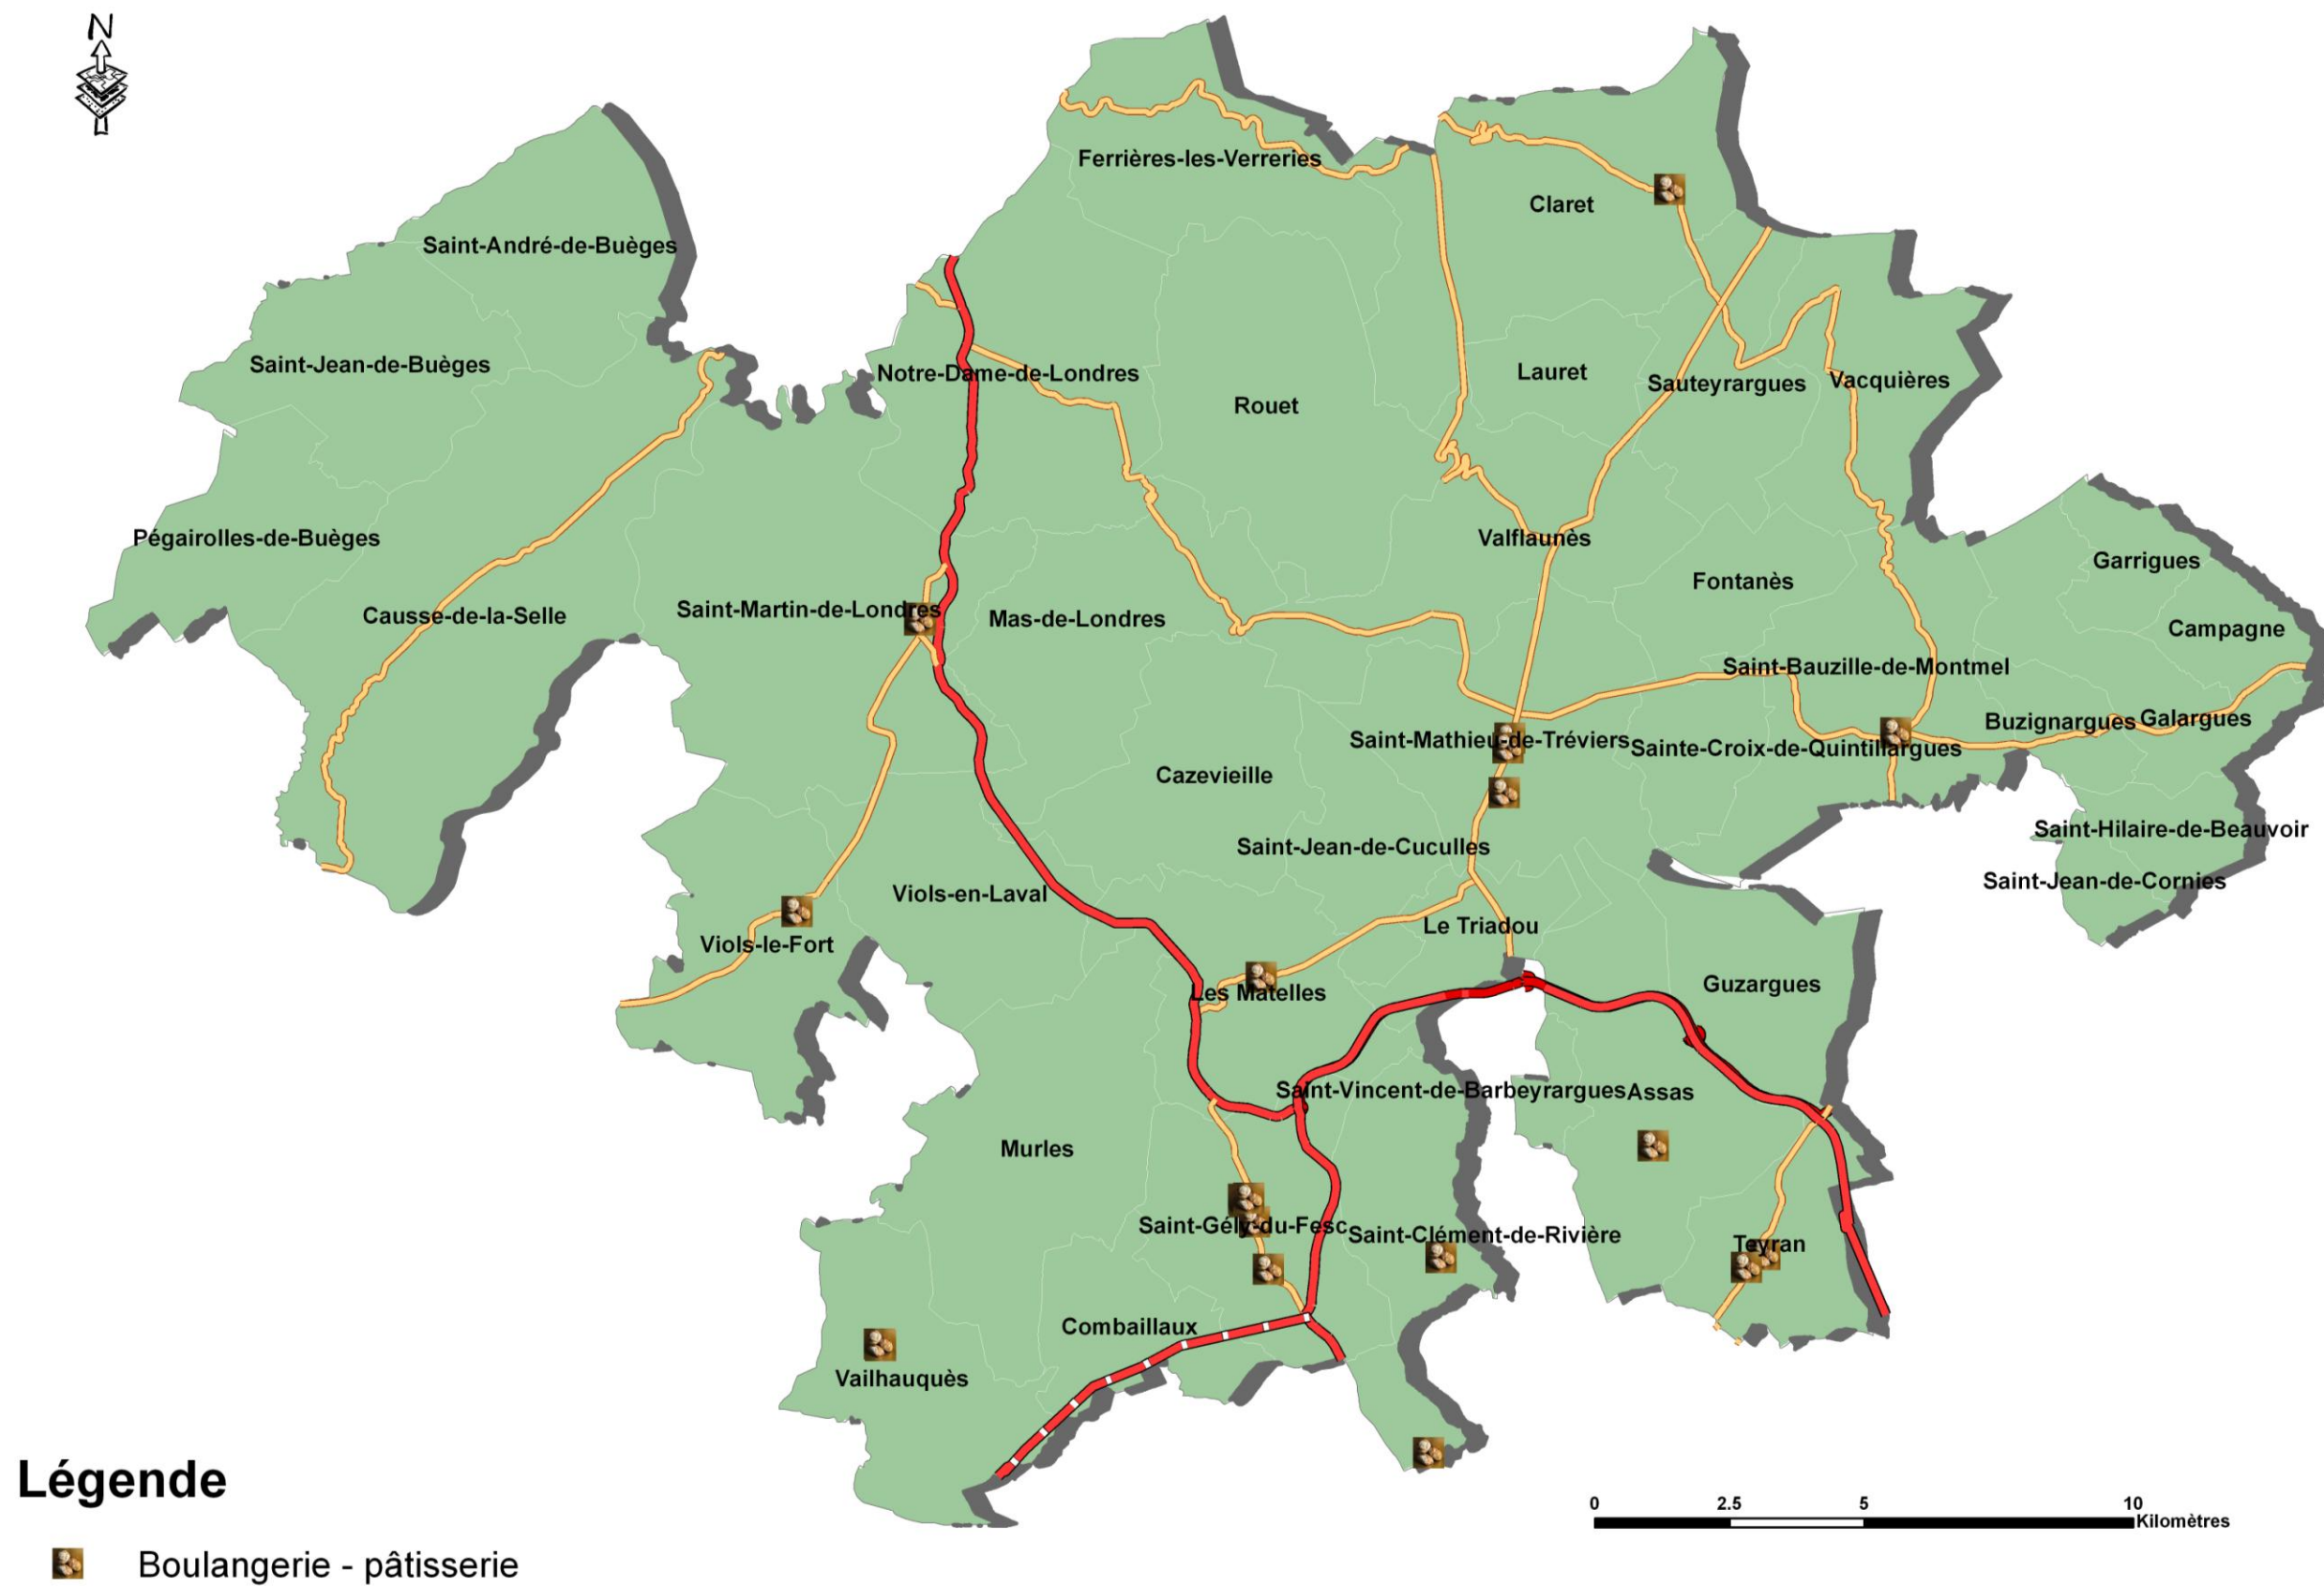 N
Ferrières-les-Verreries
Claret
Saint-André-de-Buèges
Saint-Jean-de-Buèges
Notre-Dame-de-Londres
Rouet
Lauret
Sauteyrargues
Vacquières
Pégairolles-de-Buèges
Valflaunès
Garrigues
Fontanès
Causse-de-la-Selle
Saint-Martin-de-Londres
Mas-de-Londres
Campagne
Saint-Bauzille-de-Montmel
Buzignargues
Galargues
Saint-Mathieu-de-Tréviers
Sainte-Croix-de-Quintillargues
Cazevieille
Saint-Hilaire-de-Beauvoir
Saint-Jean-de-Cuculles
Saint-Jean-de-Cornies
Viols-en-Laval
Le Triadou
Viols-le-Fort
Guzargues
Les Matelles
Saint-Vincent-de-Barbeyrargues
Assas
Murles
Saint-Gély-du-Fesc
Saint-Clément-de-Rivière
Teyran
Combaillaux
Vailhauquès
Légende
Boulangerie - pâtisserie
0 2.5 5 10
Kilomètres